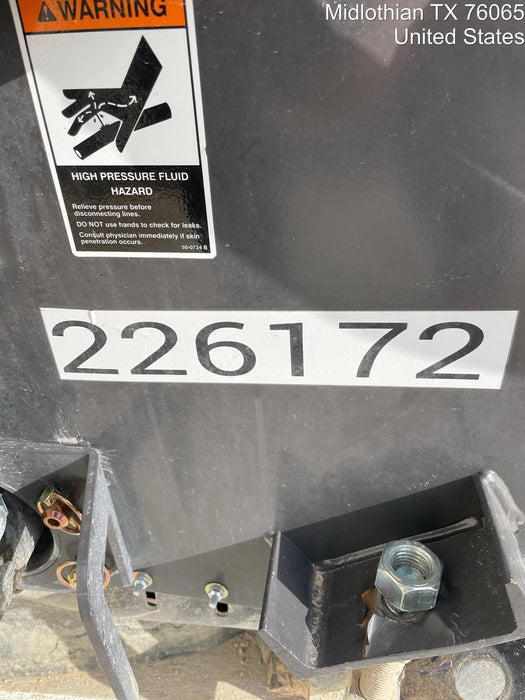 Midlothian TX 76065
United States
WARNING
HIGH PRESSURE FLUID
HAZARD
Relieve pressure before
disconnecting lines.
DO NOT use hands to check for leaks.
Consult physician immediately if skin
penetration occurs.
50-0724 B
226172